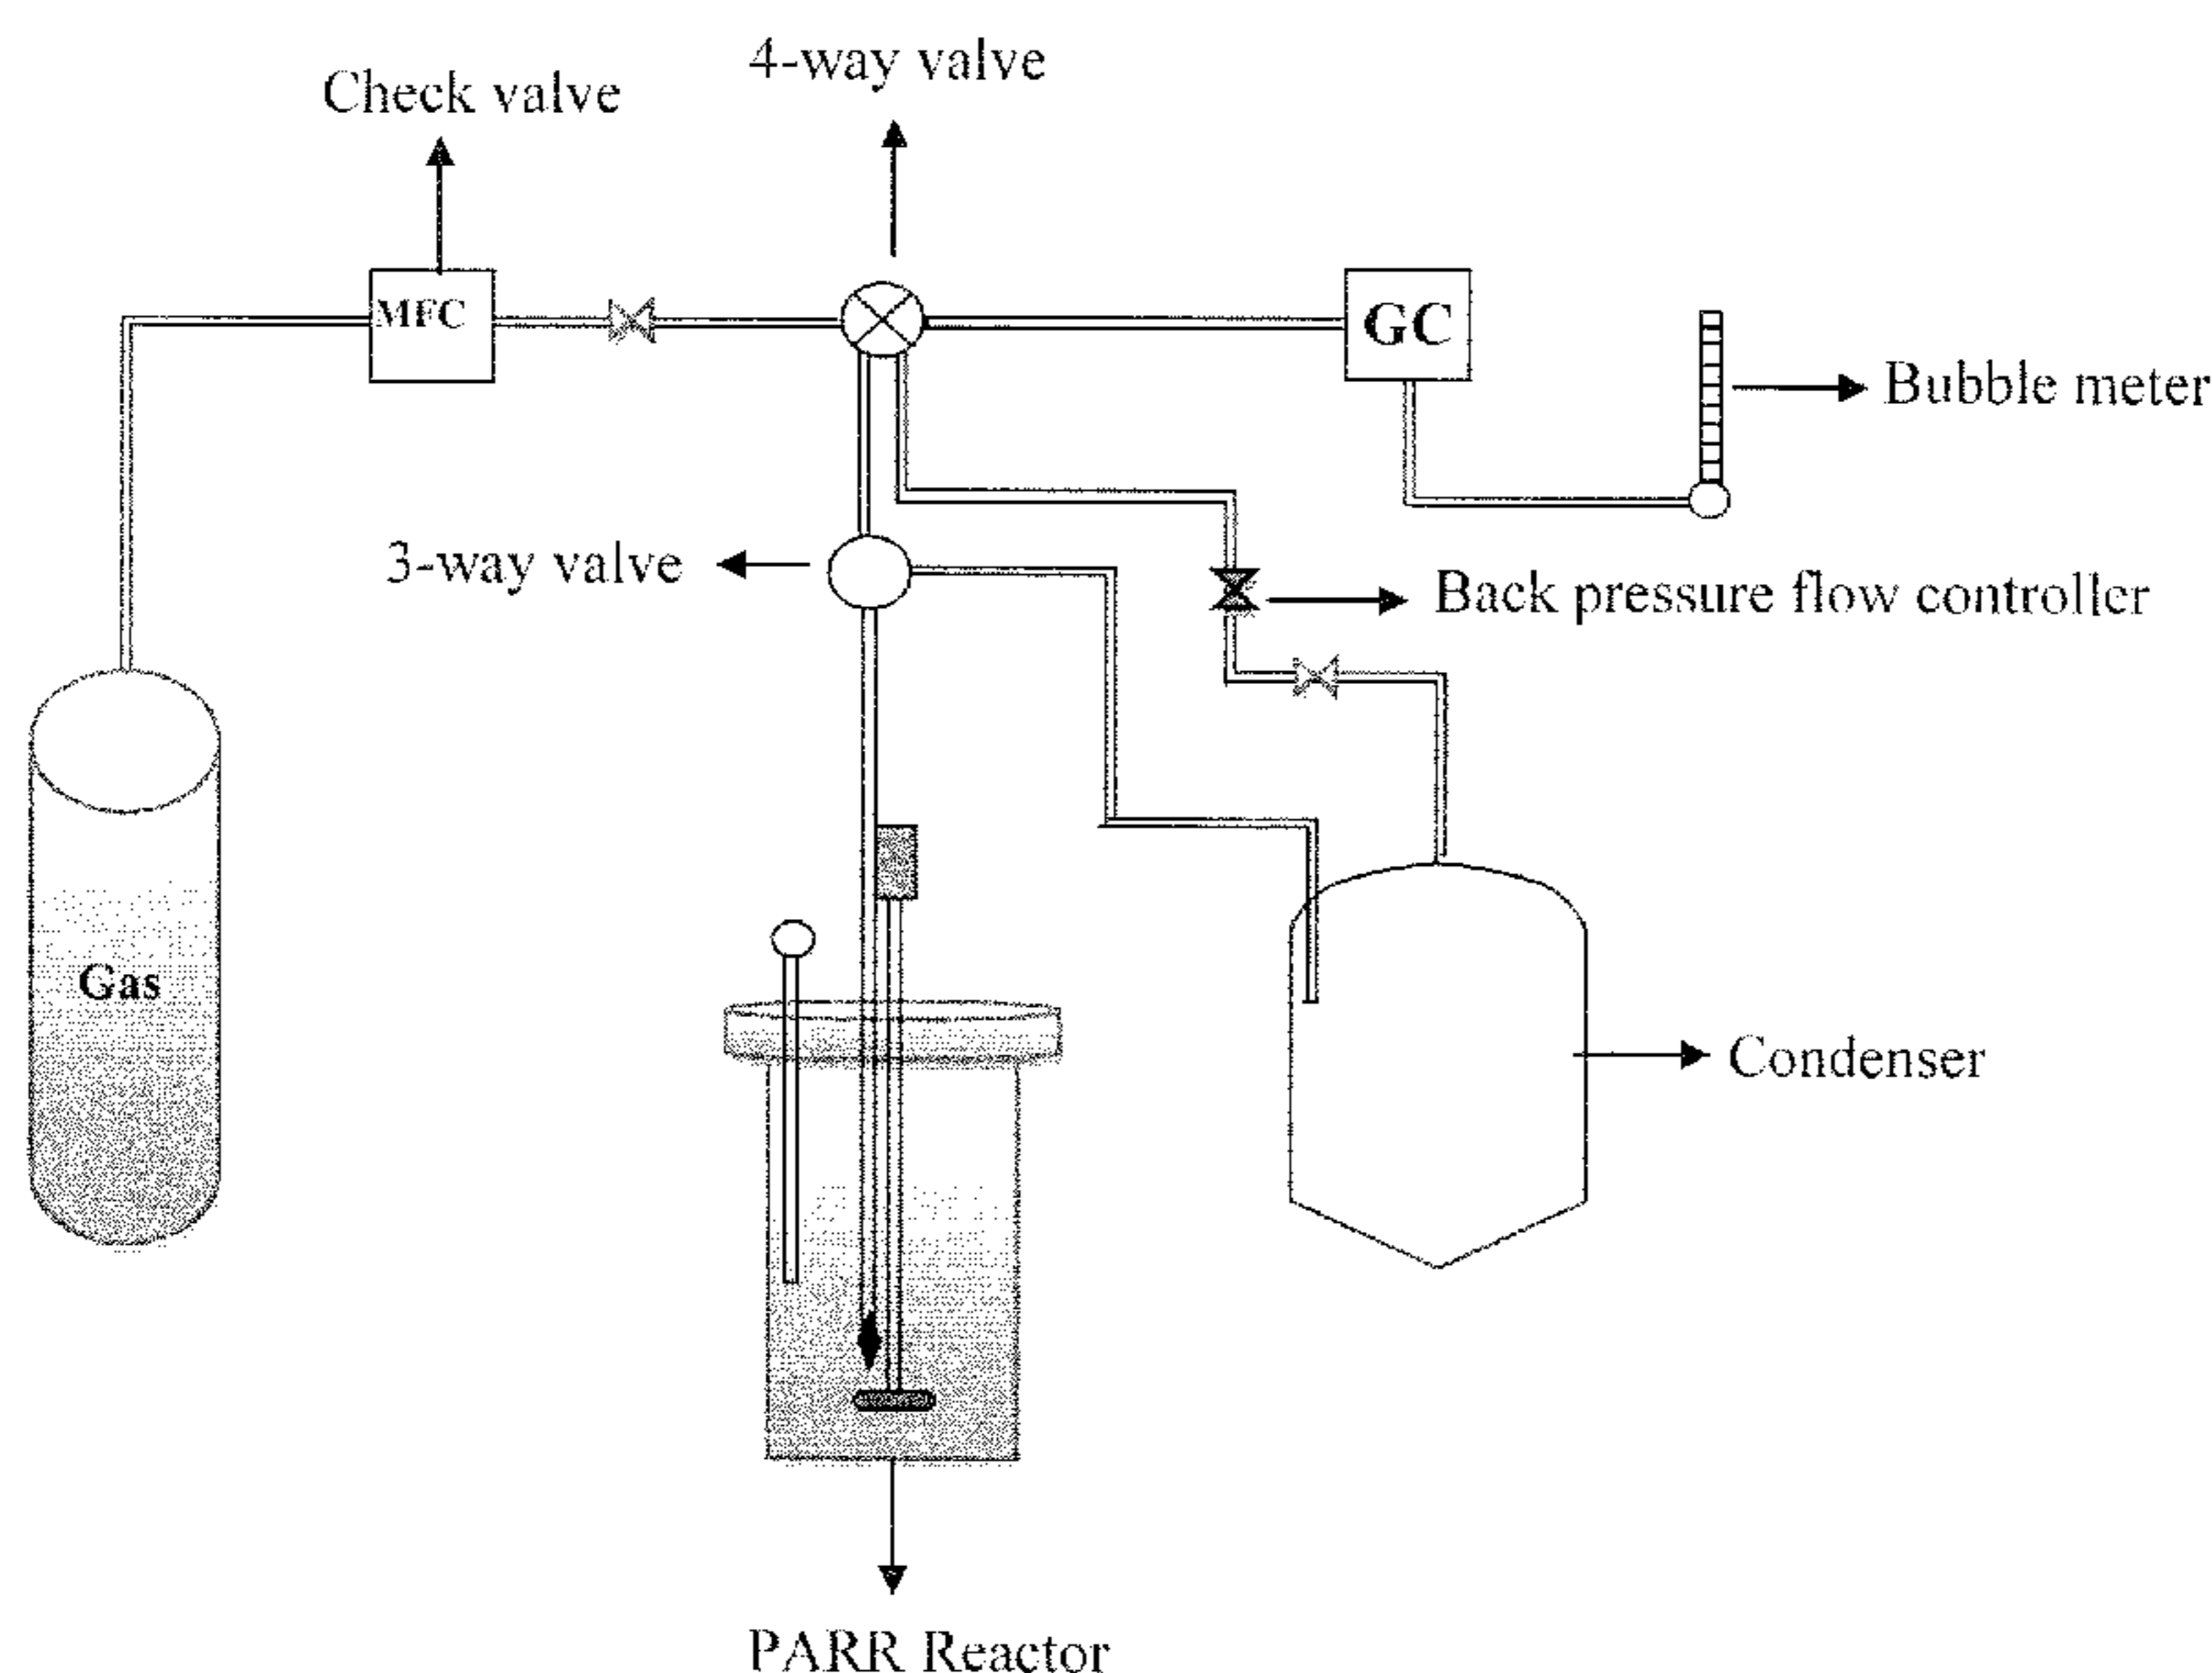 4-way valve
Check valve
MFC
GC
Bubble meter
3-way valve
Back pressure flow controller
Gas
Condenser
PARR Reactor